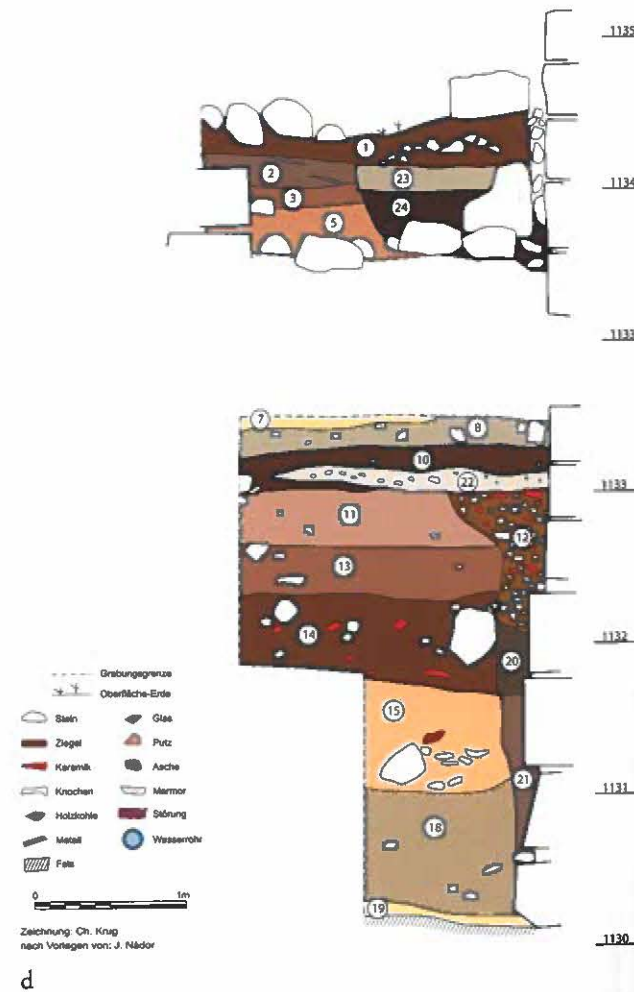 1135
1
2
23
1134
3
24
5
1133
7
8
10
22
1133
11
12
13
1132
14
20
15
1131
21
18
19
1130
Grabungsgrenze
Oberfläche-Erde
Stein
Glas
Ziegel
Putz
Keramik
Asche
Knochen
Marmor
Holzkohle
Störung
Metall
Wasserrohr
Fels
0 1m
Zeichnung: Ch. Krug
nach Vorlagen von: J. Nádor
d